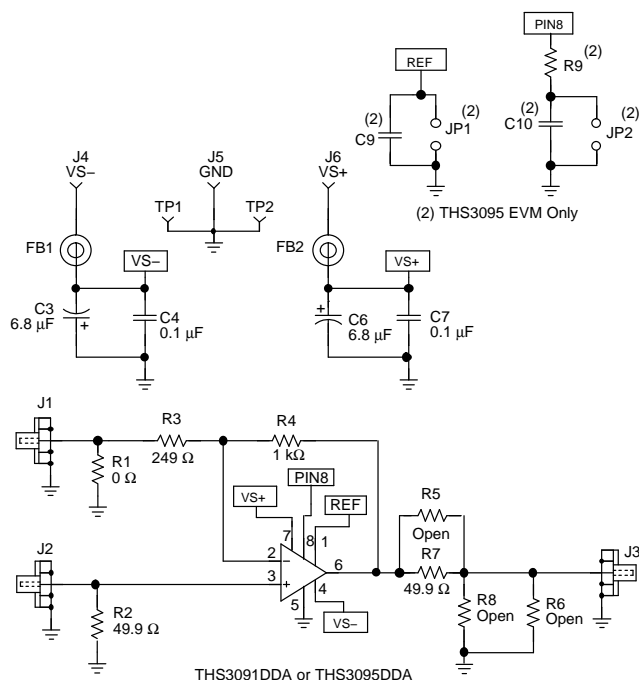 PIN8
REF
R9 (2)
(2)
C9
(2)
JP1
(2)
C10
(2)
JP2
(2) THS3095 EVM Only
J4
VS−
J5
GND
J6
VS+
TP1
TP2
FB1
VS−
FB2
VS+
C3
6.8 µF
+
C4
0.1 µF
+
C6
6.8 µF
C7
0.1 µF
J1
R3
249 Ω
R4
1 kΩ
R1
0 Ω
VS+
PIN8
REF
7
8
1
2
−
3
+
6
4
5
VS−
R5
Open
R7
49.9 Ω
J3
J2
R2
49.9 Ω
R8
Open
R6
Open
THS3091DDA or THS3095DDA